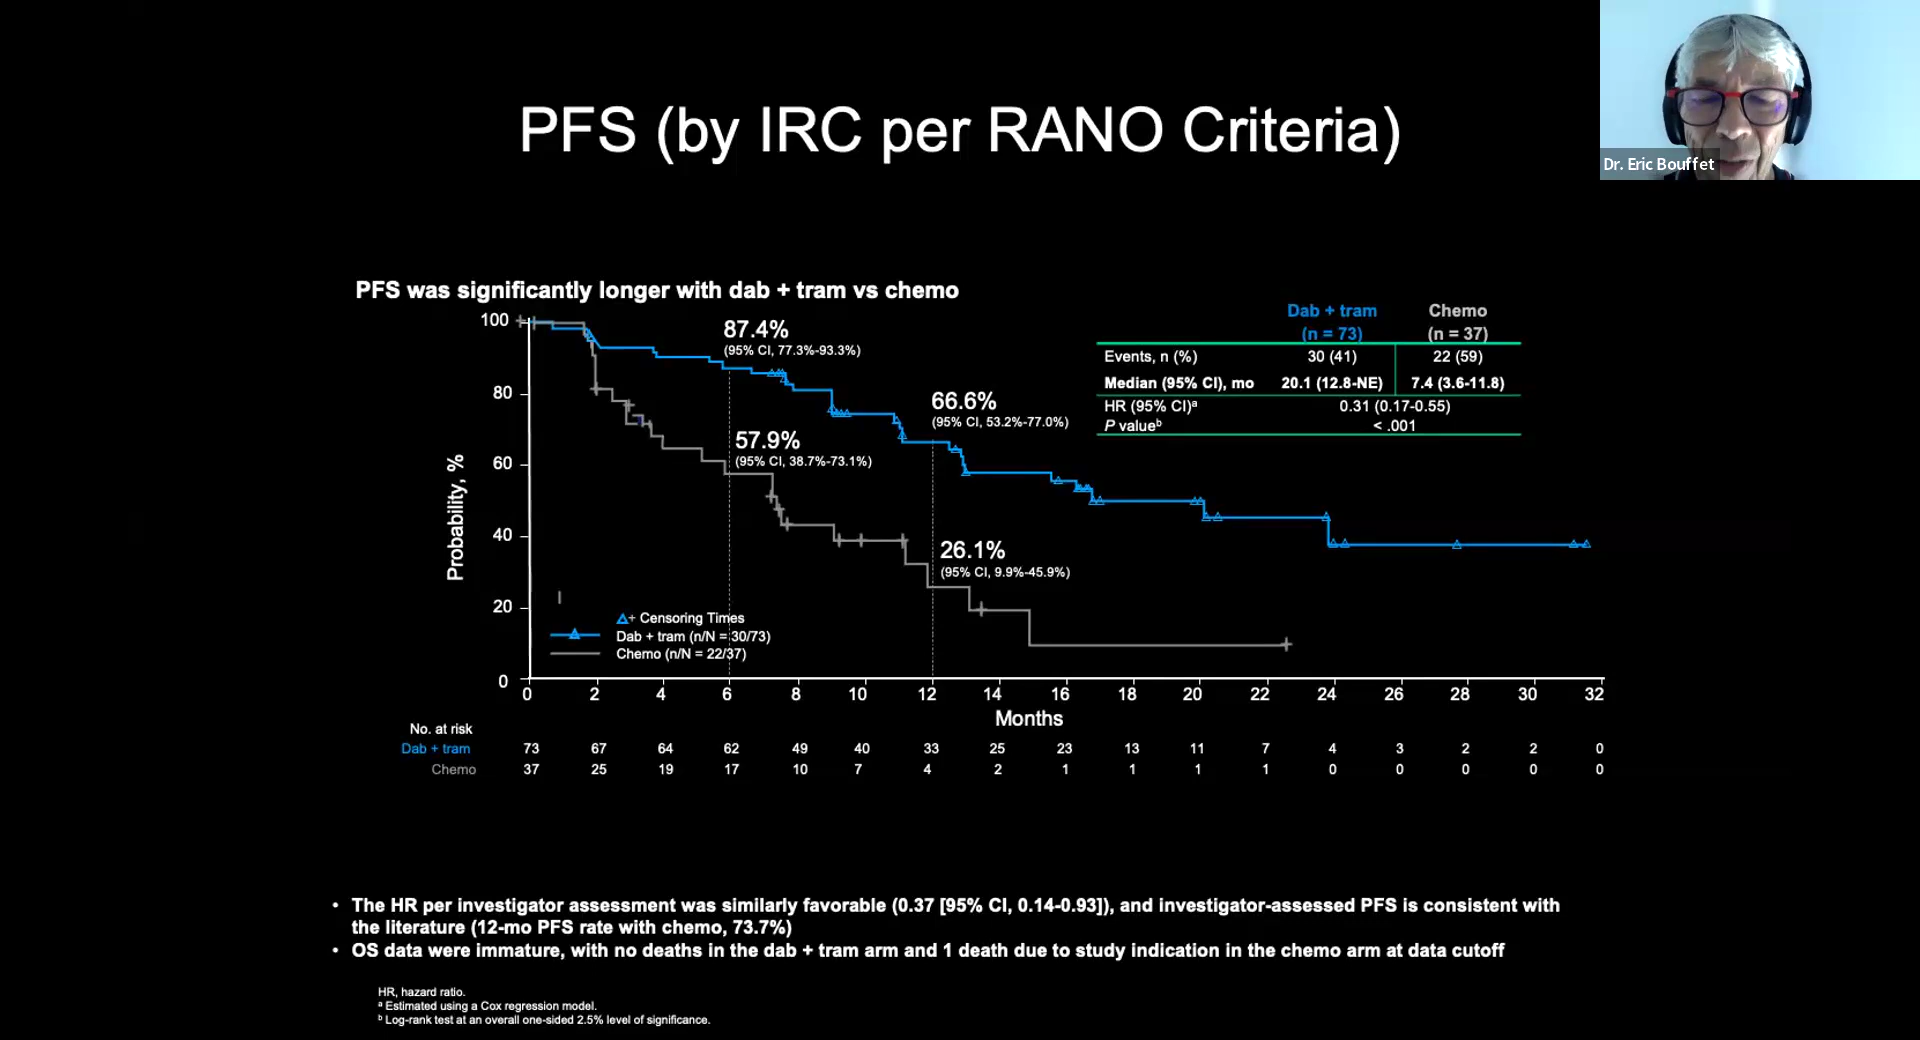 Dr. Eric Bouffet
PFS (by IRC per RANO Criteria)
PFS was significantly longer with dab + tram vs chemo
Dab + tram Chemo
(n = 73) (n = 37)
Events, n (%) 30 (41) 22 (59)
Median (95% CI), mo 20.1 (12.8-NE) 7.4 (3.6-11.8)
HR (95% CI)ᵃ 0.31 (0.17-0.55)
P valueᵇ < .001
Probability, %
100
80
60
40
20
0
87.4%
(95% CI, 77.3%-93.3%)
66.6%
(95% CI, 53.2%-77.0%)
57.9%
(95% CI, 38.7%-73.1%)
26.1%
(95% CI, 9.9%-45.9%)
△+ Censoring Times
Dab + tram (n/N = 30/73)
Chemo (n/N = 22/37)
0 2 4 6 8 10 12 14 16 18 20 22 24 26 28 30 32
Months
No. at risk
Dab + tram 73 67 64 62 49 40 33 25 23 13 11 7 4 3 2 2 0
Chemo 37 25 19 17 10 7 4 2 1 1 1 1 0 0 0 0 0
• The HR per investigator assessment was similarly favorable (0.37 [95% CI, 0.14-0.93]), and investigator-assessed PFS is consistent with
the literature (12-mo PFS rate with chemo, 73.7%)
• OS data were immature, with no deaths in the dab + tram arm and 1 death due to study indication in the chemo arm at data cutoff
HR, hazard ratio.
ᵃ Estimated using a Cox regression model.
ᵇ Log-rank test at an overall one-sided 2.5% level of significance.